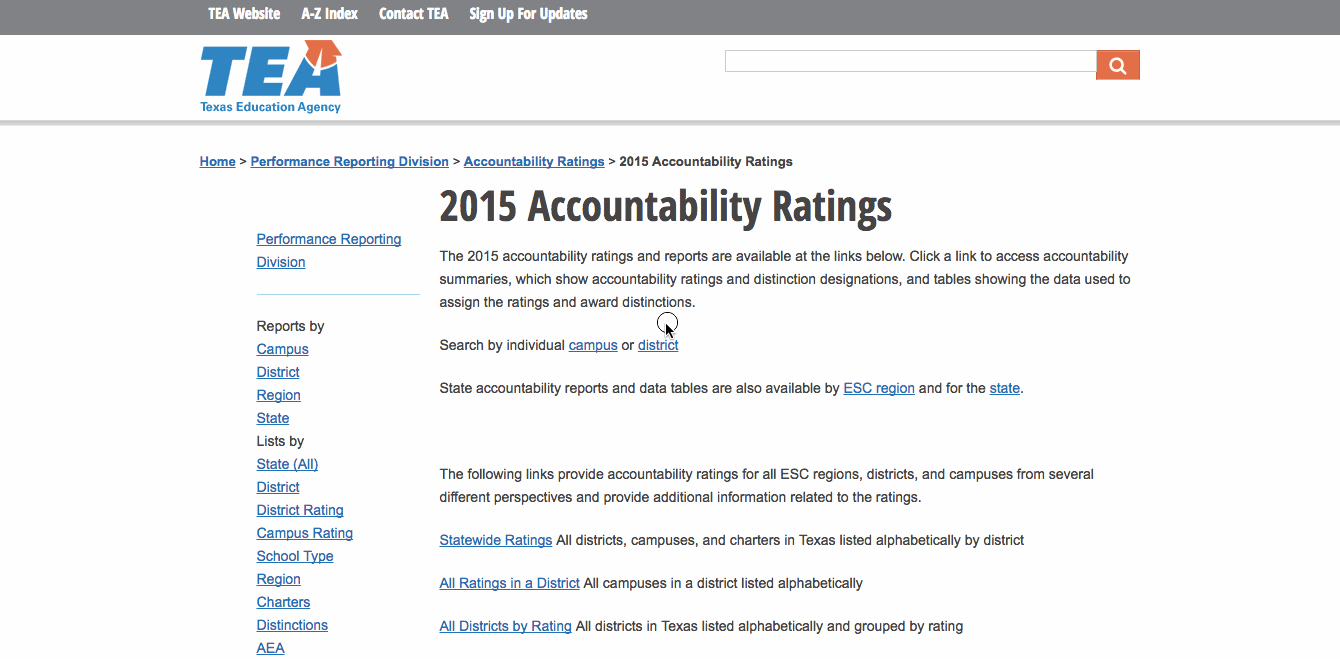 TEA Website A-Z Index Contact TEA Sign Up For Updates
TEA
Texas Education Agency
Home > Performance Reporting Division > Accountability Ratings > 2015 Accountability Ratings
Performance Reporting
Division
Reports by
Campus
District
Region
State
Lists by
State (All)
District
District Rating
Campus Rating
School Type
Region
Charters
Distinctions
AEA
2015 Accountability Ratings
The 2015 accountability ratings and reports are available at the links below. Click a link to access accountability
summaries, which show accountability ratings and distinction designations, and tables showing the data used to
assign the ratings and award distinctions.
Search by individual campus or district
State accountability reports and data tables are also available by ESC region and for the state.
The following links provide accountability ratings for all ESC regions, districts, and campuses from several
different perspectives and provide additional information related to the ratings.
Statewide Ratings All districts, campuses, and charters in Texas listed alphabetically by district
All Ratings in a District All campuses in a district listed alphabetically
All Districts by Rating All districts in Texas listed alphabetically and grouped by rating